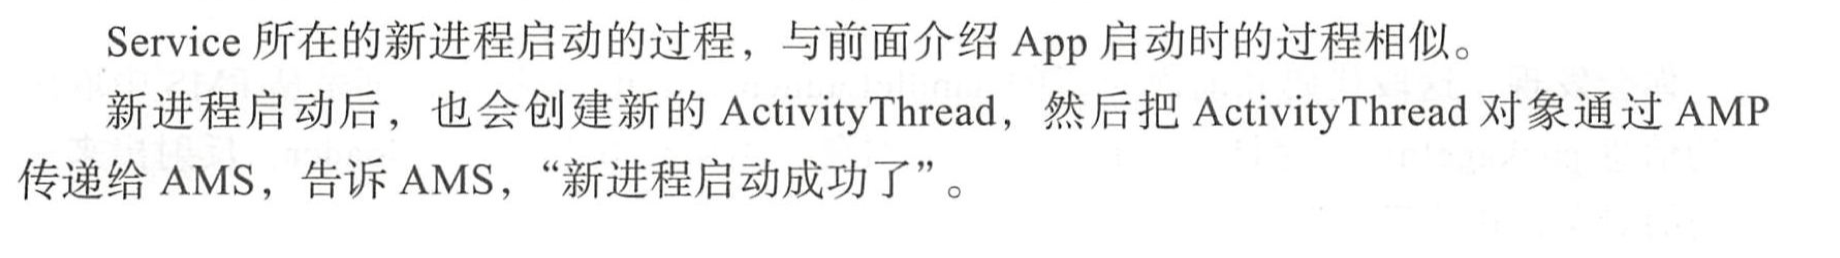 Service 所在的新进程启动的过程，与前面介绍 App 启动时的过程相似。
新进程启动后，也会创建新的 ActivityThread，然后把 ActivityThread 对象通过 AMP
传递给 AMS，告诉 AMS，“新进程启动成功了”。